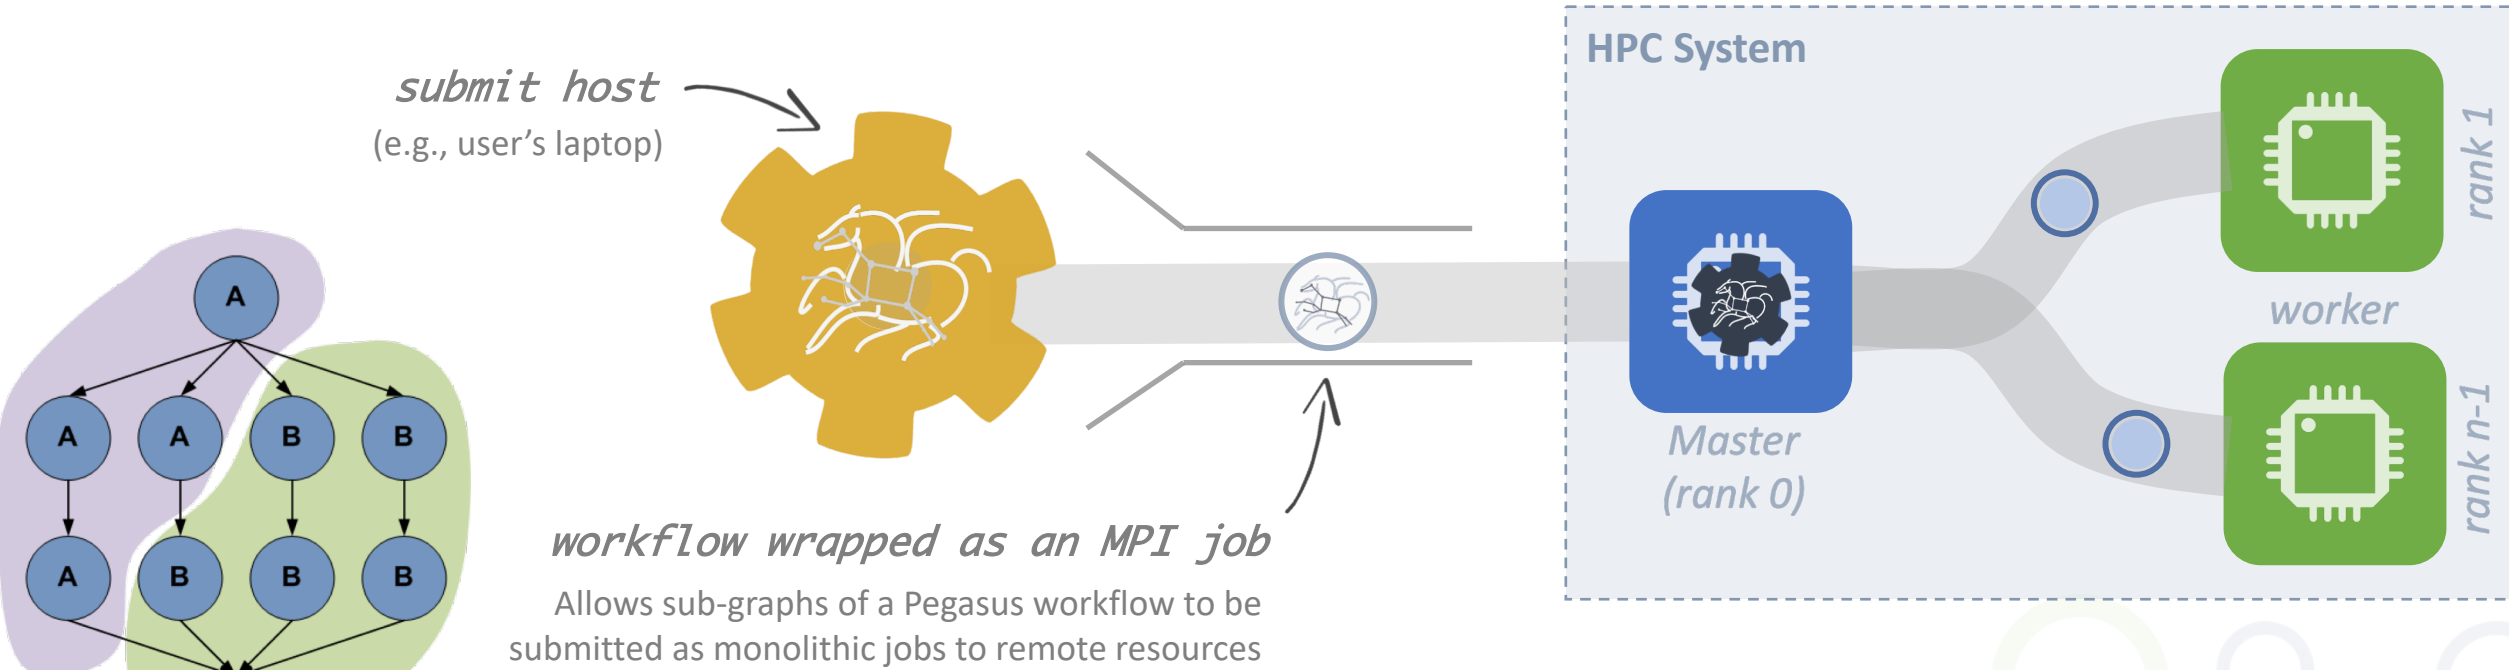 submit host
(e.g., user's laptop)
A
A
A
B
B
A
B
B
B
workflow wrapped as an MPI job
Allows sub-graphs of a Pegasus workflow to be
submitted as monolithic jobs to remote resources
HPC System
Master
(rank 0)
rank 1
worker
rank n-1